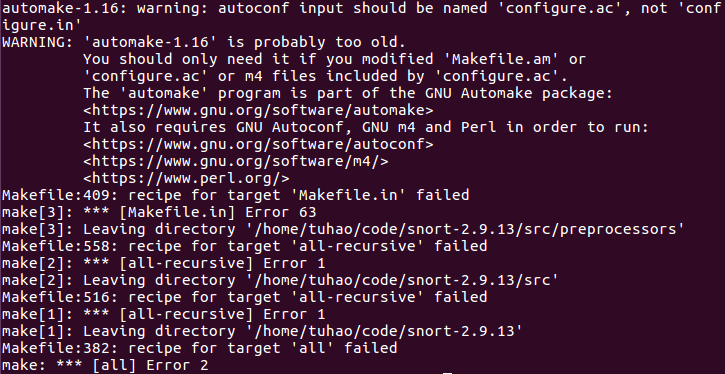 automake-1.16: warning: autoconf input should be named 'configure.ac', not 'conf
igure.in'
WARNING: 'automake-1.16' is probably too old.
You should only need it if you modified 'Makefile.am' or
'configure.ac' or m4 files included by 'configure.ac'.
The 'automake' program is part of the GNU Automake package:
<https://www.gnu.org/software/automake>
It also requires GNU Autoconf, GNU m4 and Perl in order to run:
<https://www.gnu.org/software/autoconf>
<https://www.gnu.org/software/m4/>
<https://www.perl.org/>
Makefile:409: recipe for target 'Makefile.in' failed
make[3]: *** [Makefile.in] Error 63
make[3]: Leaving directory '/home/tuhao/code/snort-2.9.13/src/preprocessors'
Makefile:558: recipe for target 'all-recursive' failed
make[2]: *** [all-recursive] Error 1
make[2]: Leaving directory '/home/tuhao/code/snort-2.9.13/src'
Makefile:516: recipe for target 'all-recursive' failed
make[1]: *** [all-recursive] Error 1
make[1]: Leaving directory '/home/tuhao/code/snort-2.9.13'
Makefile:382: recipe for target 'all' failed
make: *** [all] Error 2